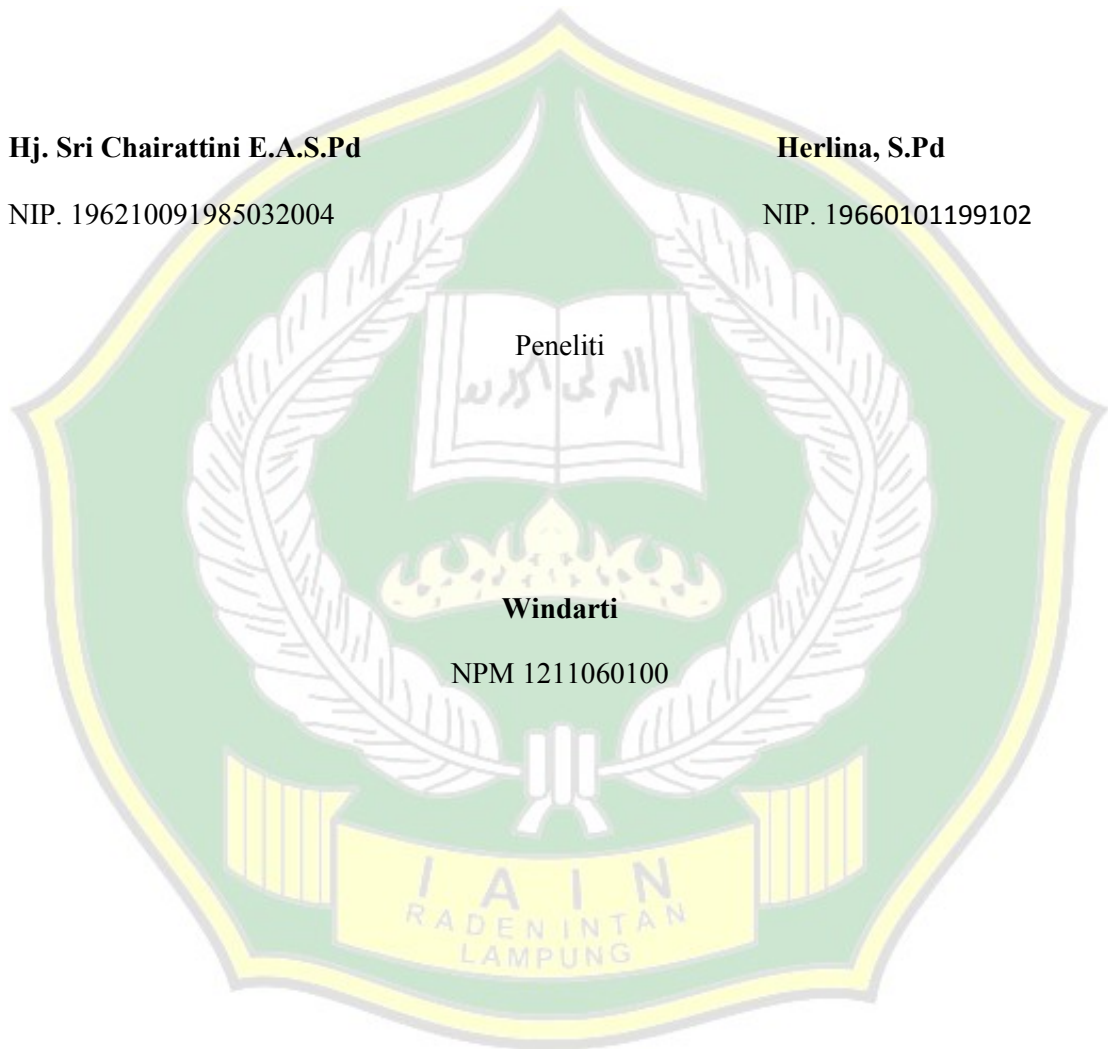 Hj. Sri Chairattini E.A.S.Pd Herlina, S.Pd
NIP. 196210091985032004 NIP. 19660101199102
Peneliti
Windarti
NPM 1211060100
I A I N
RADEN INTAN
LAMPUNG